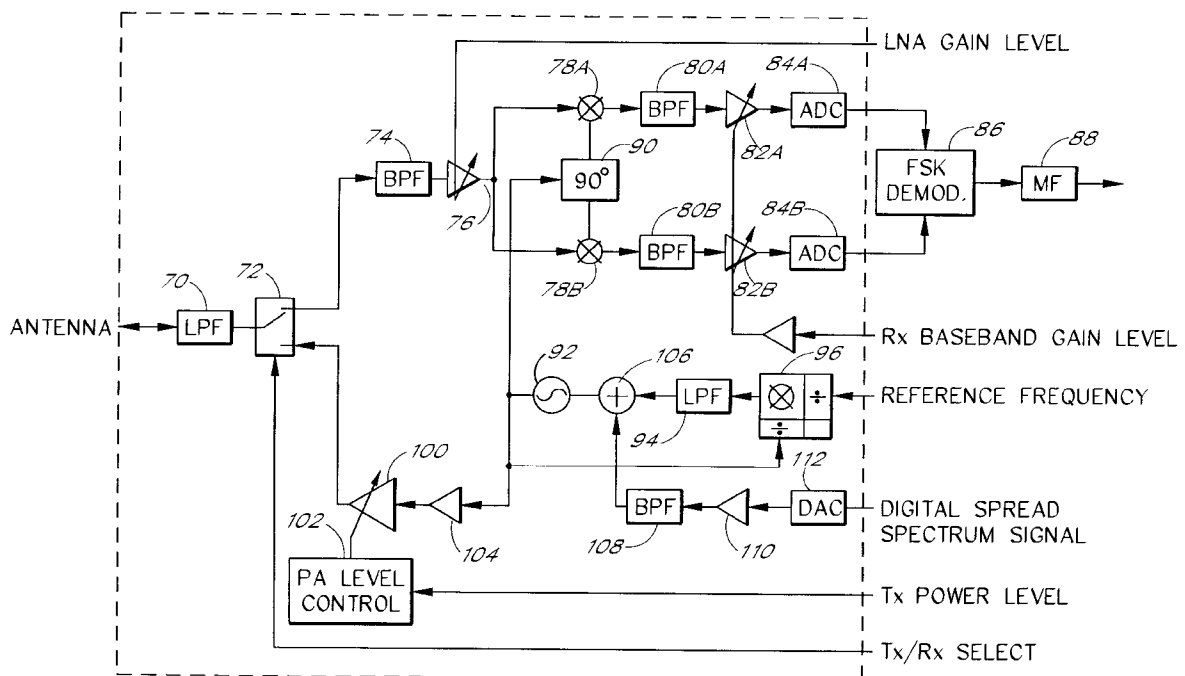 LNA GAIN LEVEL
78A
80A
84A
BPF
ADC
86
74
90
82A
88
BPF
90°
FSK
DEMOD.
MF
76
80B
84B
70
72
BPF
ADC
78B
82B
ANTENNA
LPF
Rx BASEBAND GAIN LEVEL
92
106
96
LPF
÷
REFERENCE FREQUENCY
94
÷
100
112
102
BPF
DAC
DIGITAL SPREAD
SPECTRUM SIGNAL
104
108
110
PA LEVEL
CONTROL
Tx POWER LEVEL
Tx/Rx SELECT